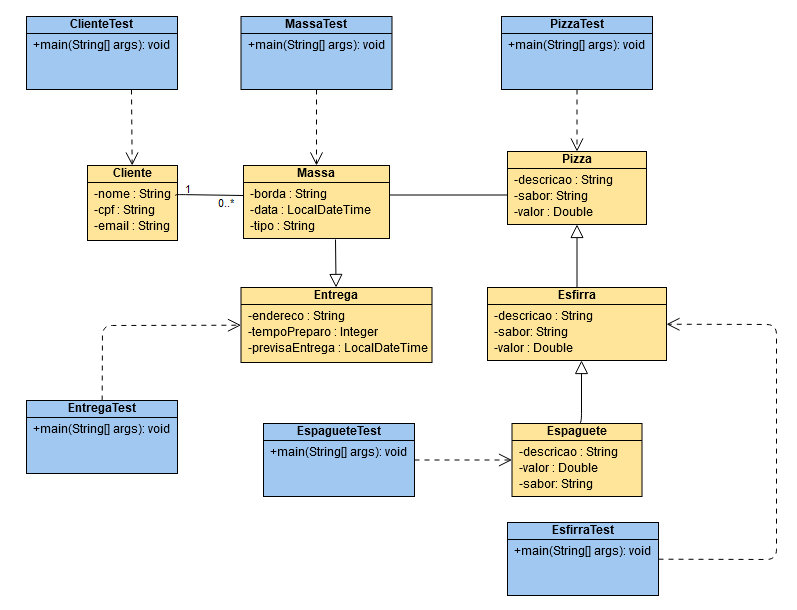 ClienteTest
+main(String[] args): void
MassaTest
+main(String[] args): void
PizzaTest
+main(String[] args): void
Cliente
-nome : String
-cpf : String
-email : String
1
0..*
Massa
-borda : String
-data : LocalDateTime
-tipo : String
Pizza
-descricao : String
-sabor: String
-valor : Double
Entrega
-endereco : String
-tempoPreparo : Integer
-previsaEntrega : LocalDateTime
Esfirra
-descricao : String
-sabor: String
-valor : Double
EntregaTest
+main(String[] args): void
EspagueteTest
+main(String[] args): void
Espaguete
-descricao : String
-valor : Double
-sabor: String
EsfirraTest
+main(String[] args): void